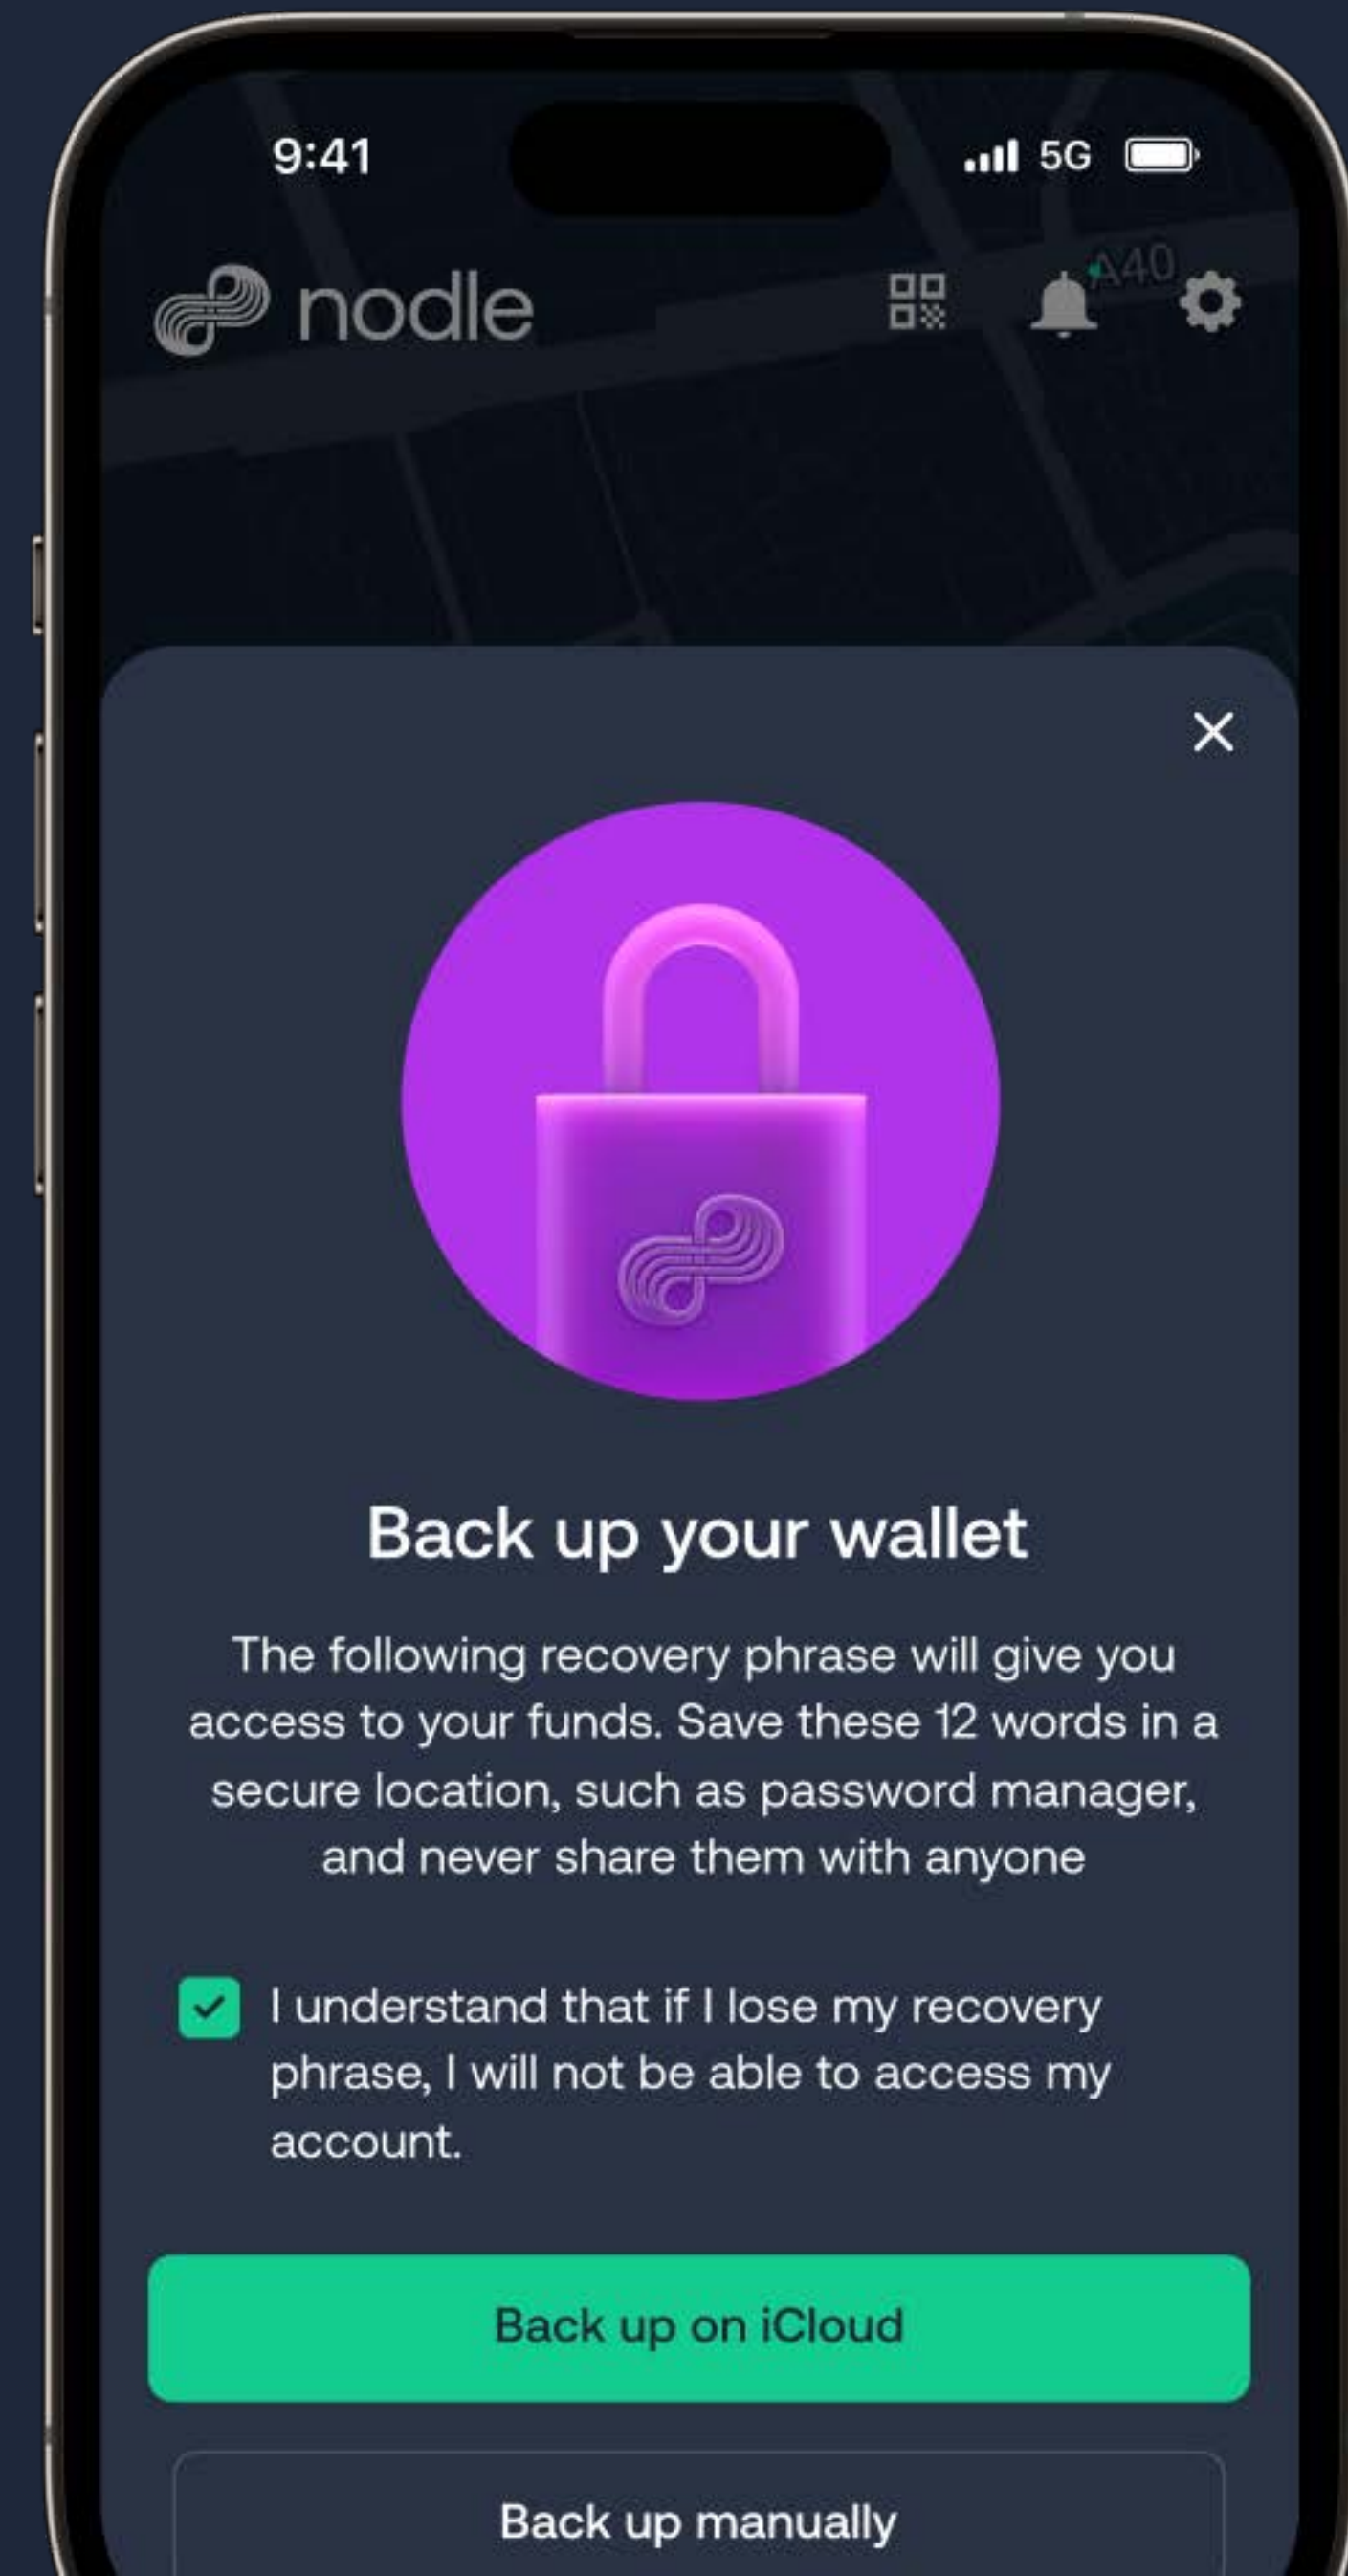 9:41
5G
nodle
A40
Back up your wallet
The following recovery phrase will give you
access to your funds. Save these 12 words in a
secure location, such as password manager,
and never share them with anyone
I understand that if I lose my recovery
phrase, I will not be able to access my
account.
Back up on iCloud
Back up manually